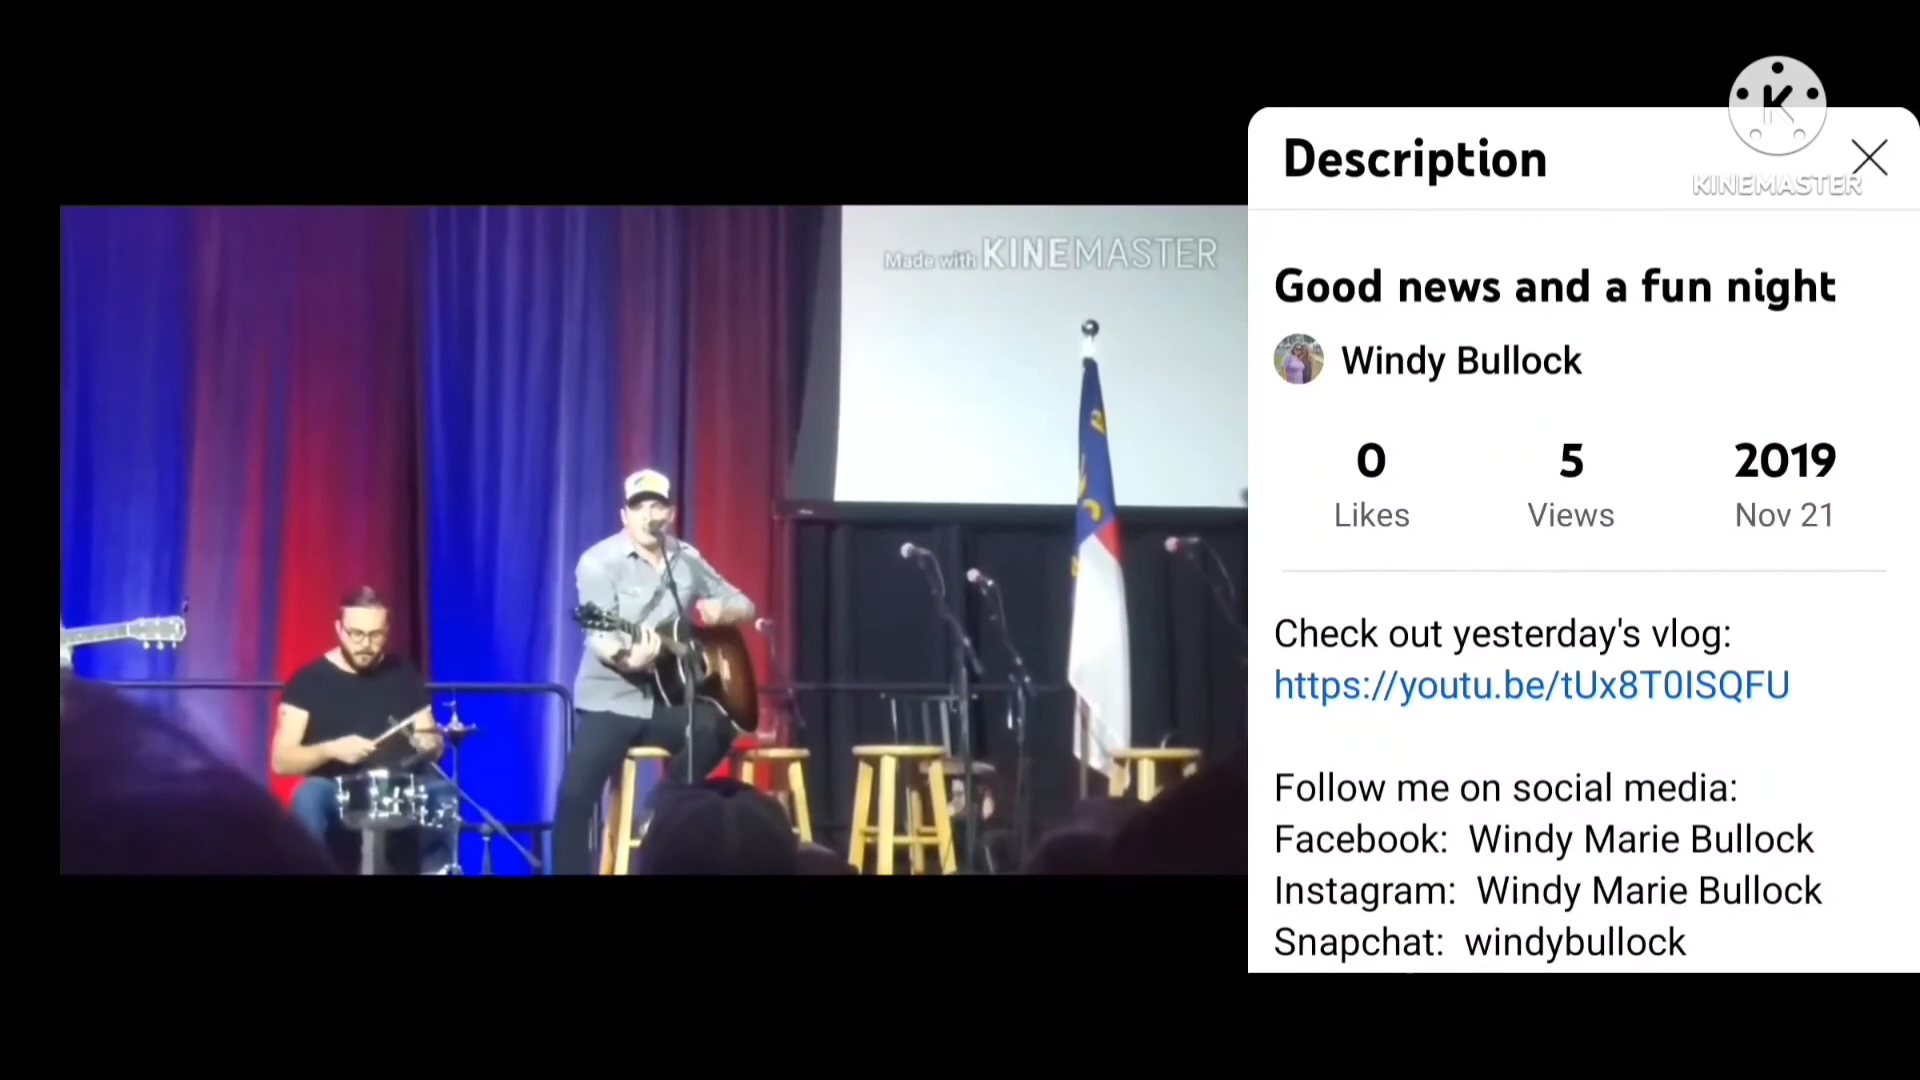 K
KINEMASTER
Description
Made with KINEMASTER
Good news and a fun night
Windy Bullock
0
5
2019
Likes
Views
Nov 21
Check out yesterday's vlog:
https://youtu.be/tUx8T0ISQFU
Follow me on social media:
Facebook: Windy Marie Bullock
Instagram: Windy Marie Bullock
Snapchat: windybullock